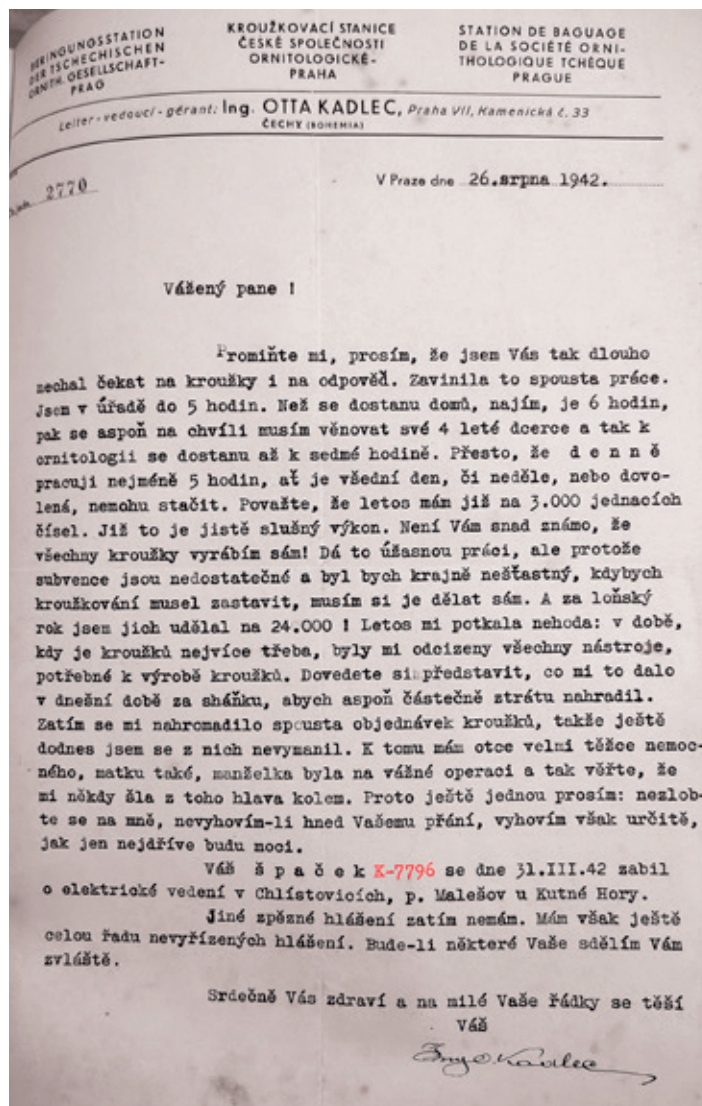 BERINGUNGSSTATION
DER TSCHECHISCHEN
ORNITH. GESELLSCHAFT-
PRAG
KROUŽKOVACÍ STANICE
ČESKÉ SPOLEČNOSTI
ORNITOLOGICKÉ-
PRAHA
STATION DE BAGUAGE
DE LA SOCIÉTÉ ORNI-
THOLOGIQUE TCHÈQUE
PRAGUE
Leiter-vedoucí-gérant: Ing. OTTA KADLEC, Praha VII, Kamenická č. 33
ČECHY (BOHEMIA)
2770
V Praze dne 26.srpna 1942.
Vážený pane !
Promiňte mi, prosím, že jsem Vás tak dlouho
nechal čekat na kroužky i na odpověď. Zavinila to spousta práce.
Jsem v úřadě do 5 hodin. Než se dostanu domů, najím, je 6 hodin,
pak se aspoň na chvíli musím věnovat své 4 leté dcerce a tak k
ornitologii se dostanu až k sedmé hodině. Přesto, že d e n n ě
pracuji nejméně 5 hodin, ať je všední den, či neděle, nebo dovo-
lená, nemohu stačit. Považte, že letos mám již na 3.000 jednacích
čísel. Již to je jistě slušný výkon. Není Vám snad známo, že
všechny kroužky vyrábím sám! Dá to úžasnou práci, ale protože
subvence jsou nedostatečné a byl bych krajně nešťastný, kdybych
kroužkování musel zastavit, musím si je dělat sám. A za loňský
rok jsem jich udělal na 24.000 ! Letos mi potkala nehoda: v době,
kdy je kroužků nejvíce třeba, byly mi odcizeny všechny nástroje,
potřebné k výrobě kroužků. Dovedete si představit, co mi to dalo
v dnešní době za sháňku, abych aspoň částečně ztrátu nahradil.
Zatím se mi nahromadilo spousta objednávek kroužků, takže ještě
dodnes jsem se z nich nevymanil. K tomu mám otce velmi těžce nemoc-
ného, matku také, manželka byla na vážné operaci a tak věřte, že
mi někdy šla z toho hlava kolem. Proto ještě jednou prosím: nezlob-
te se na mně, nevyhovím-li hned Vašemu přání, vyhovím však určitě,
jak jen nejdříve budu moci.
Váš š p a č e k K-7796 se dne 31.III.42 zabil
o elektrické vedení v Chlístovicích, p. Malešov u Kutné Hory.
Jiné zpězné hlášení zatím nemám. Mám však ještě
celou řadu nevyřízených hlášení. Bude-li některé Vaše sdělím Vám
zvláště.
Srdečně Vás zdraví a na milé Vaše řádky se těší
Váš
Kadlec